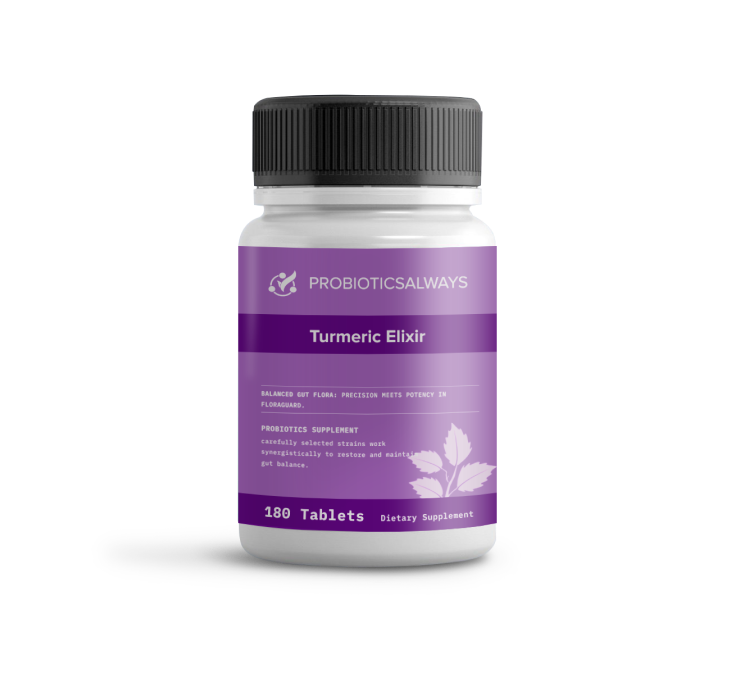 PROBIOTICSALWAYS
Turmeric Elixir
BALANCED GUT FLORA: PRECISION MEETS POTENCY IN
FLORAGUARD.
PROBIOTICS SUPPLEMENT
carefully selected strains work
synergistically to restore and maintain
gut balance.
180 Tablets Dietary Supplement